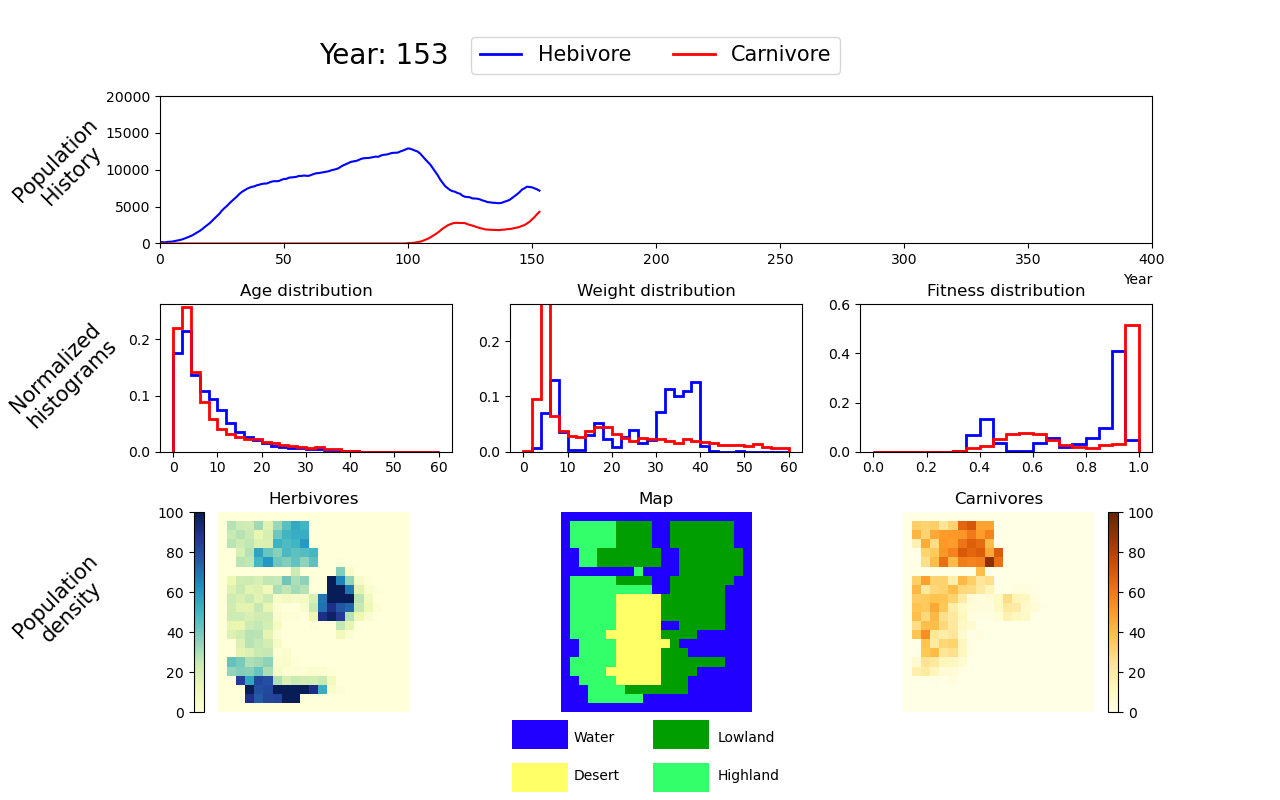 Year: 153
Hebivore
Carnivore
Population
History
20000
15000
10000
5000
0
0 50 100 150 200 250 300 350 400
Year
Normalized
histograms
Age distribution
0.2
0.1
0.0
0 10 20 30 40 50 60
Weight distribution
0.2
0.1
0.0
0 10 20 30 40 50 60
Fitness distribution
0.6
0.4
0.2
0.0
0.0 0.2 0.4 0.6 0.8 1.0
Population
density
Herbivores
100
80
60
40
20
0
Map
Carnivores
100
80
60
40
20
0
Water
Lowland
Desert
Highland